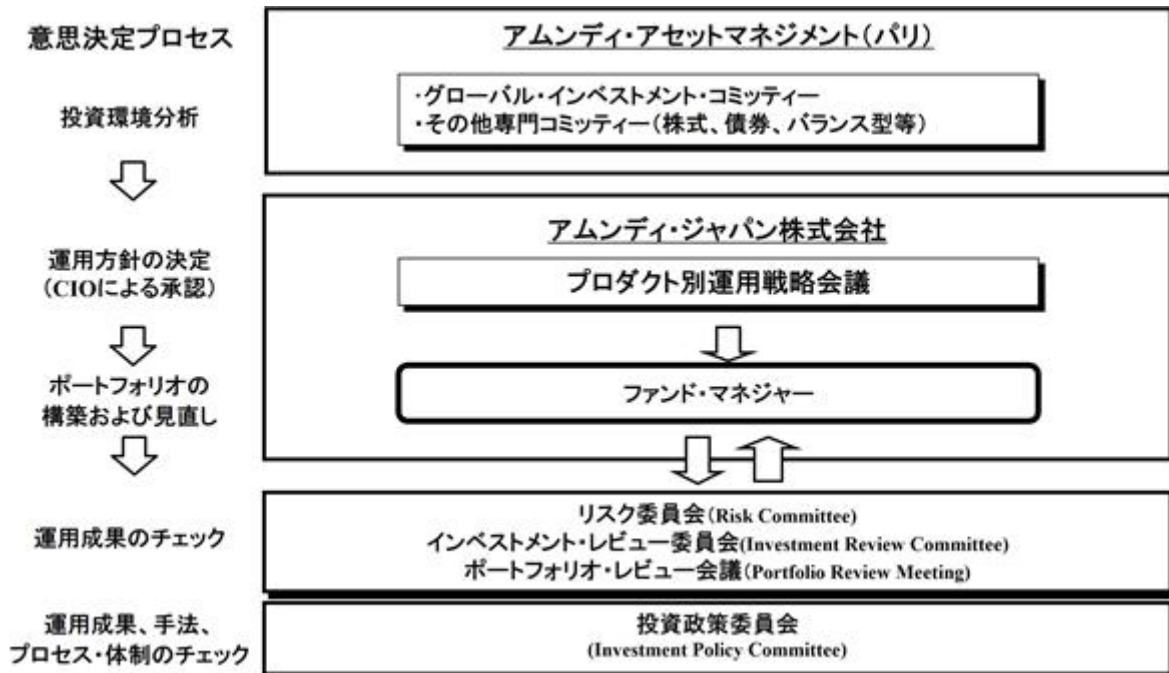 意思決定プロセス
アムンディ・アセットマネジメント(パリ)
投資環境分析
・グローバル・インベストメント・コミッティー
・その他専門コミッティー(株式、債券、バランス型等)
アムンディ・ジャパン株式会社
運用方針の決定
(CIOによる承認)
プロダクト別運用戦略会議
ポートフォリオの
構築および見直し
ファンド・マネジャー
運用成果のチェック
リスク委員会(Risk Committee)
インベストメント・レビュー委員会(Investment Review Committee)
ポートフォリオ・レビュー会議(Portfolio Review Meeting)
運用成果、手法、
プロセス・体制のチェック
投資政策委員会
(Investment Policy Committee)